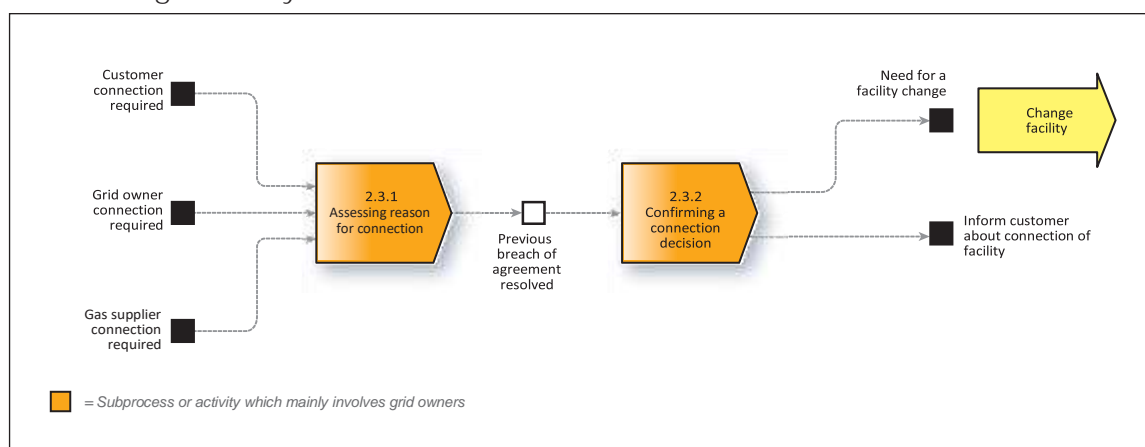 Customer
connection
required
Grid owner
connection
required
Gas supplier
connection
required
2.3.1
Assessing reason
for connection
Previous
breach of
agreement
resolved
2.3.2
Confirming a
connection
decision
Need for a
facility change
Change
facility
Inform customer
about connection of
facility
= Subprocess or activity which mainly involves grid owners